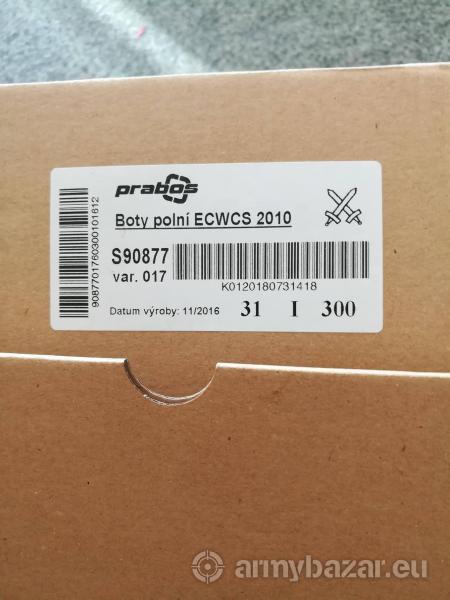 prabos
Boty polní ECWCS 2010
S90877
var. 017
K0120180731418
Datum výroby: 11/2016 31 I 300
9087701760300101612
armybazar.eu